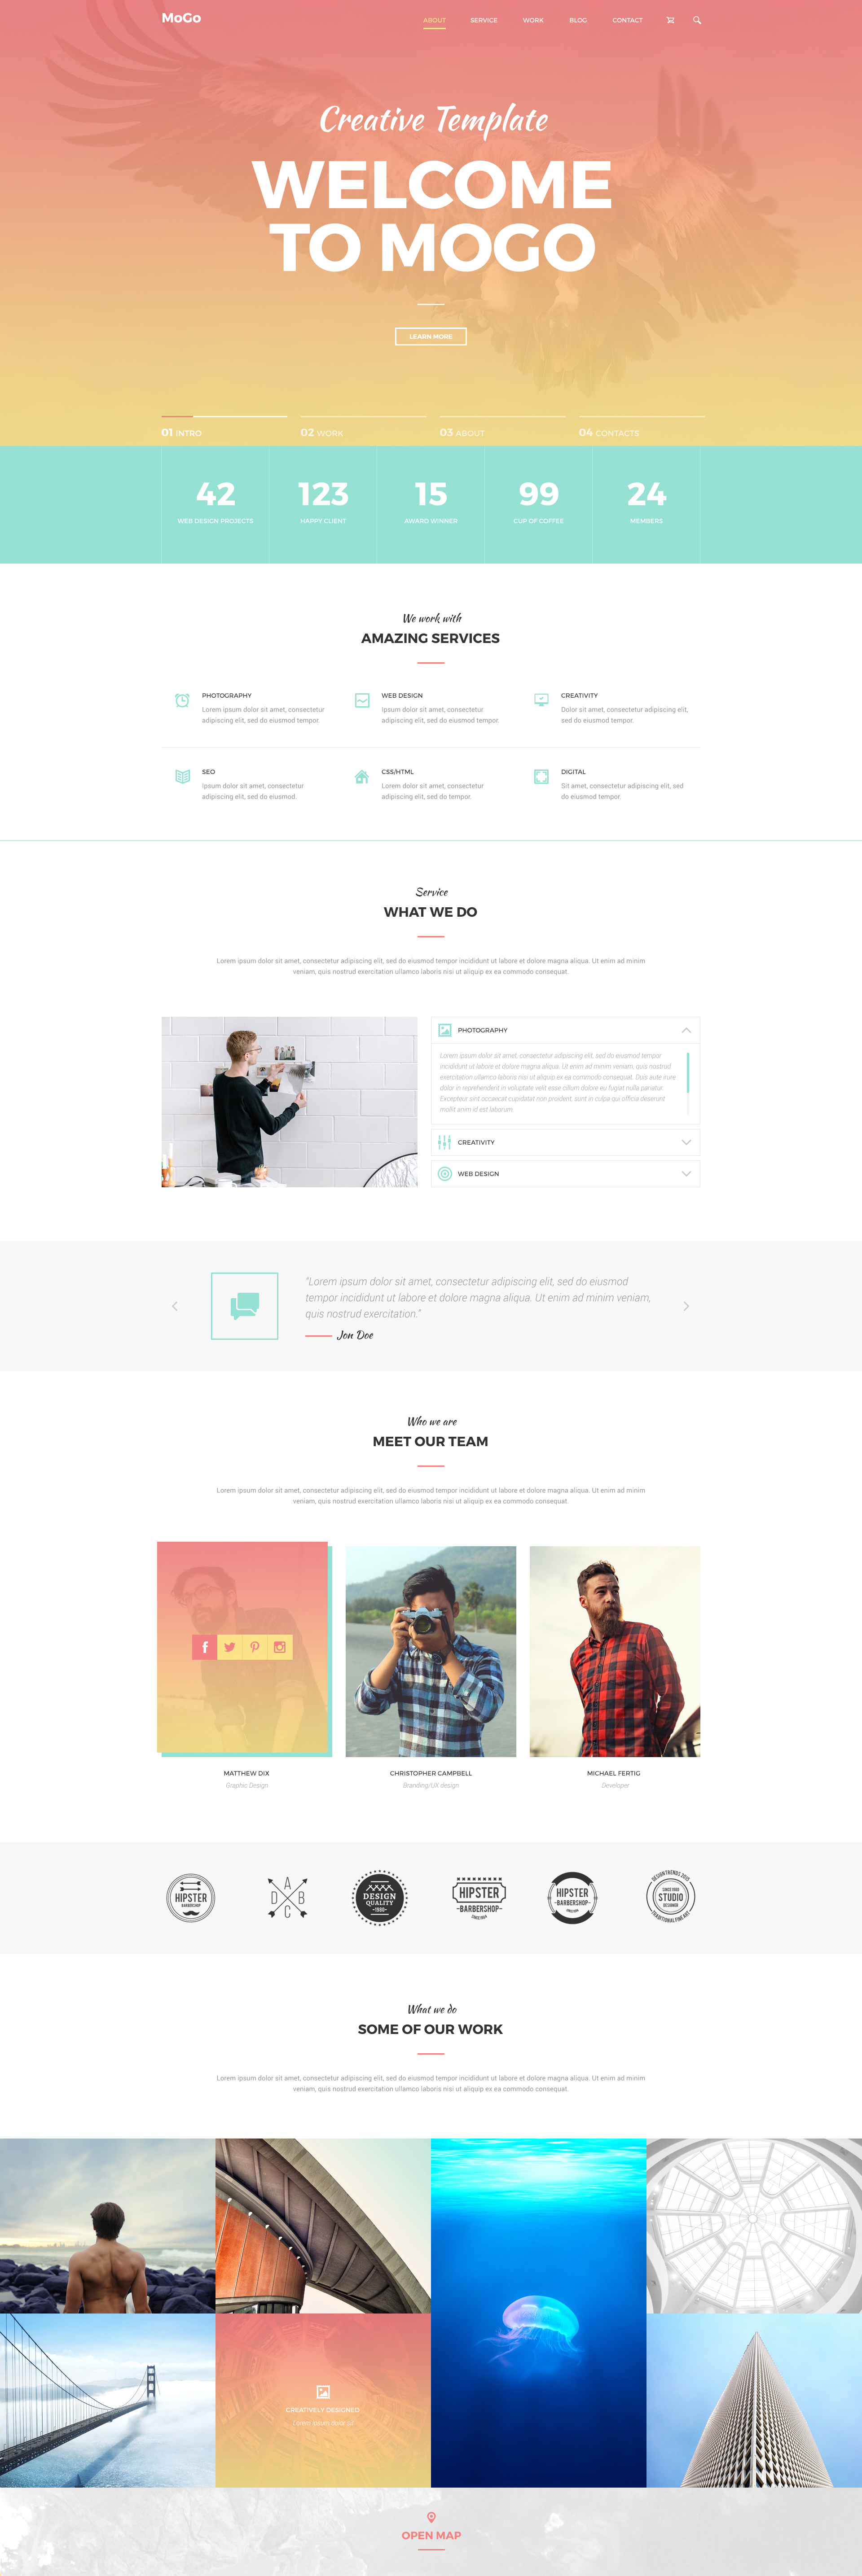 MoGo
ABOUT SERVICE WORK BLOG CONTACT
Creative Template
WELCOME
TO MOGO
LEARN MORE
01 INTRO 02 WORK 03 ABOUT 04 CONTACTS
42 123 15 99 24
WEB DESIGN PROJECTS HAPPY CLIENT AWARD WINNER CUP OF COFFEE MEMBERS
We work with
AMAZING SERVICES
PHOTOGRAPHY
Lorem ipsum dolor sit amet, consectetur
adipiscing elit, sed do eiusmod tempor.
WEB DESIGN
Ipsum dolor sit amet, consectetur
adipiscing elit, sed do eiusmod tempor.
CREATIVITY
Dolor sit amet, consectetur adipiscing elit,
sed do eiusmod tempor.
SEO
Ipsum dolor sit amet, consectetur
adipiscing elit, sed do eiusmod.
CSS/HTML
Lorem dolor sit amet, consectetur
adipiscing elit, sed do tempor.
DIGITAL
Sit amet, consectetur adipiscing elit, sed
do eiusmod tempor.
Service
WHAT WE DO
Lorem ipsum dolor sit amet, consectetur adipiscing elit, sed do eiusmod tempor incididunt ut labore et dolore magna aliqua. Ut enim ad minim
veniam, quis nostrud exercitation ullamco laboris nisi ut aliquip ex ea commodo consequat.
PHOTOGRAPHY
Lorem ipsum dolor sit amet, consectetur adipiscing elit, sed do eiusmod tempor
incididunt ut labore et dolore magna aliqua. Ut enim ad minim veniam, quis nostrud
exercitation ullamco laboris nisi ut aliquip ex ea commodo consequat. Duis aute irure
dolor in reprehenderit in voluptate velit esse cillum dolore eu fugiat nulla pariatur.
Excepteur sint occaecat cupidatat non proident, sunt in culpa qui officia deserunt
mollit anim id est laborum.
CREATIVITY
WEB DESIGN
"Lorem ipsum dolor sit amet, consectetur adipiscing elit, sed do eiusmod
tempor incididunt ut labore et dolore magna aliqua. Ut enim ad minim veniam,
quis nostrud exercitation."
Jon Doe
Who we are
MEET OUR TEAM
Lorem ipsum dolor sit amet, consectetur adipiscing elit, sed do eiusmod tempor incididunt ut labore et dolore magna aliqua. Ut enim ad minim
veniam, quis nostrud exercitation ullamco laboris nisi ut aliquip ex ea commodo consequat.
MATTHEW DIX
Graphic Design
CHRISTOPHER CAMPBELL
Branding/UX design
MICHAEL FERTIG
Developer
HIPSTER
BARBERSHOP
A
D B
C
DESIGN
QUALITY
~1980~
HIPSTER
~BARBERSHOP~
SINCE 1964
HIPSTER
~BARBERSHOP~
SINCE 1964
DESIGN TRENDS 2015
STUDIO
DESIGNER
TRADITIONAL FINE ART
What we do
SOME OF OUR WORK
Lorem ipsum dolor sit amet, consectetur adipiscing elit, sed do eiusmod tempor incididunt ut labore et dolore magna aliqua. Ut enim ad minim
veniam, quis nostrud exercitation ullamco laboris nisi ut aliquip ex ea commodo consequat.
CREATIVELY DESIGNED
Lorem ipsum dolor sit
OPEN MAP